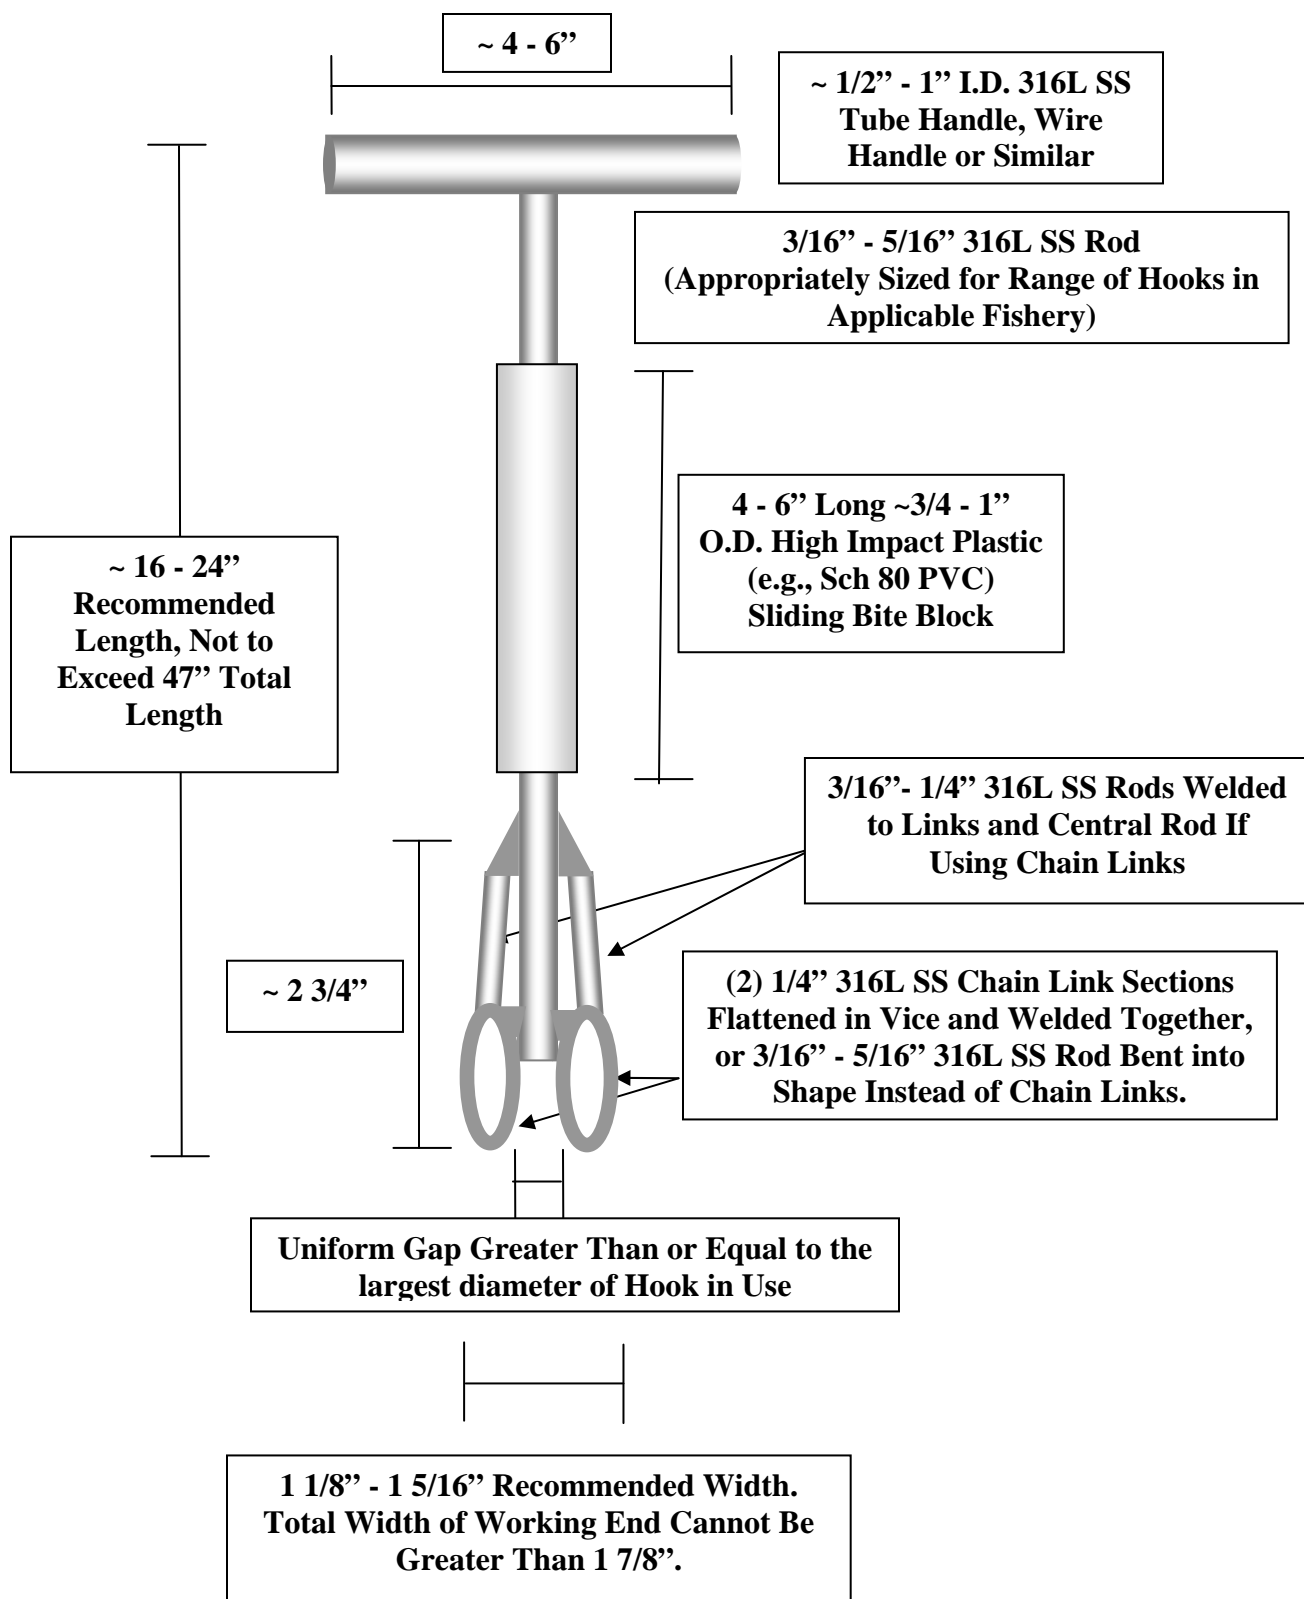 ~ 4 - 6”
~ 1/2” - 1” I.D. 316L SS
Tube Handle, Wire
Handle or Similar
3/16” - 5/16” 316L SS Rod
(Appropriately Sized for Range of Hooks in
Applicable Fishery)
4 - 6” Long ~3/4 - 1”
O.D. High Impact Plastic
(e.g., Sch 80 PVC)
Sliding Bite Block
~ 16 - 24”
Recommended
Length, Not to
Exceed 47” Total
Length
3/16”- 1/4” 316L SS Rods Welded
to Links and Central Rod If
Using Chain Links
~ 2 3/4”
(2) 1/4” 316L SS Chain Link Sections
Flattened in Vice and Welded Together,
or 3/16” - 5/16” 316L SS Rod Bent into
Shape Instead of Chain Links.
Uniform Gap Greater Than or Equal to the
largest diameter of Hook in Use
1 1/8” - 1 5/16” Recommended Width.
Total Width of Working End Cannot Be
Greater Than 1 7/8”.